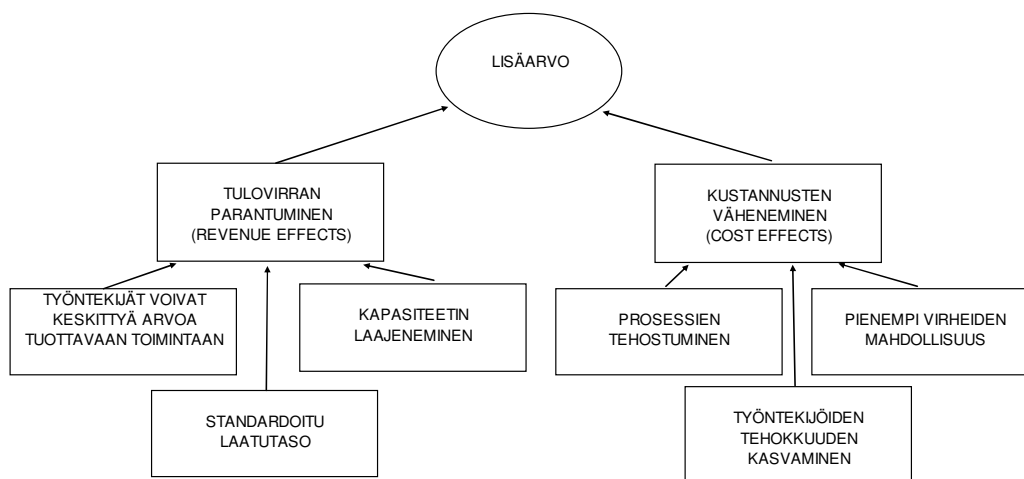 LISÄARVO
TULOVIRRAN
PARANTUMINEN
(REVENUE EFFECTS)
KUSTANNUSTEN
VÄHENEMINEN
(COST EFFECTS)
TYÖNTEKIJÄT VOIVAT
KESKITTYÄ ARVOA
TUOTTAVAAN TOIMINTAAN
KAPASITEETIN
LAAJENEMINEN
PROSESSIEN
TEHOSTUMINEN
PIENEMPI VIRHEIDEN
MAHDOLLISUUS
STANDARDOITU
LAATUTASO
TYÖNTEKIJÖIDEN
TEHOKKUUDEN
KASVAMINEN